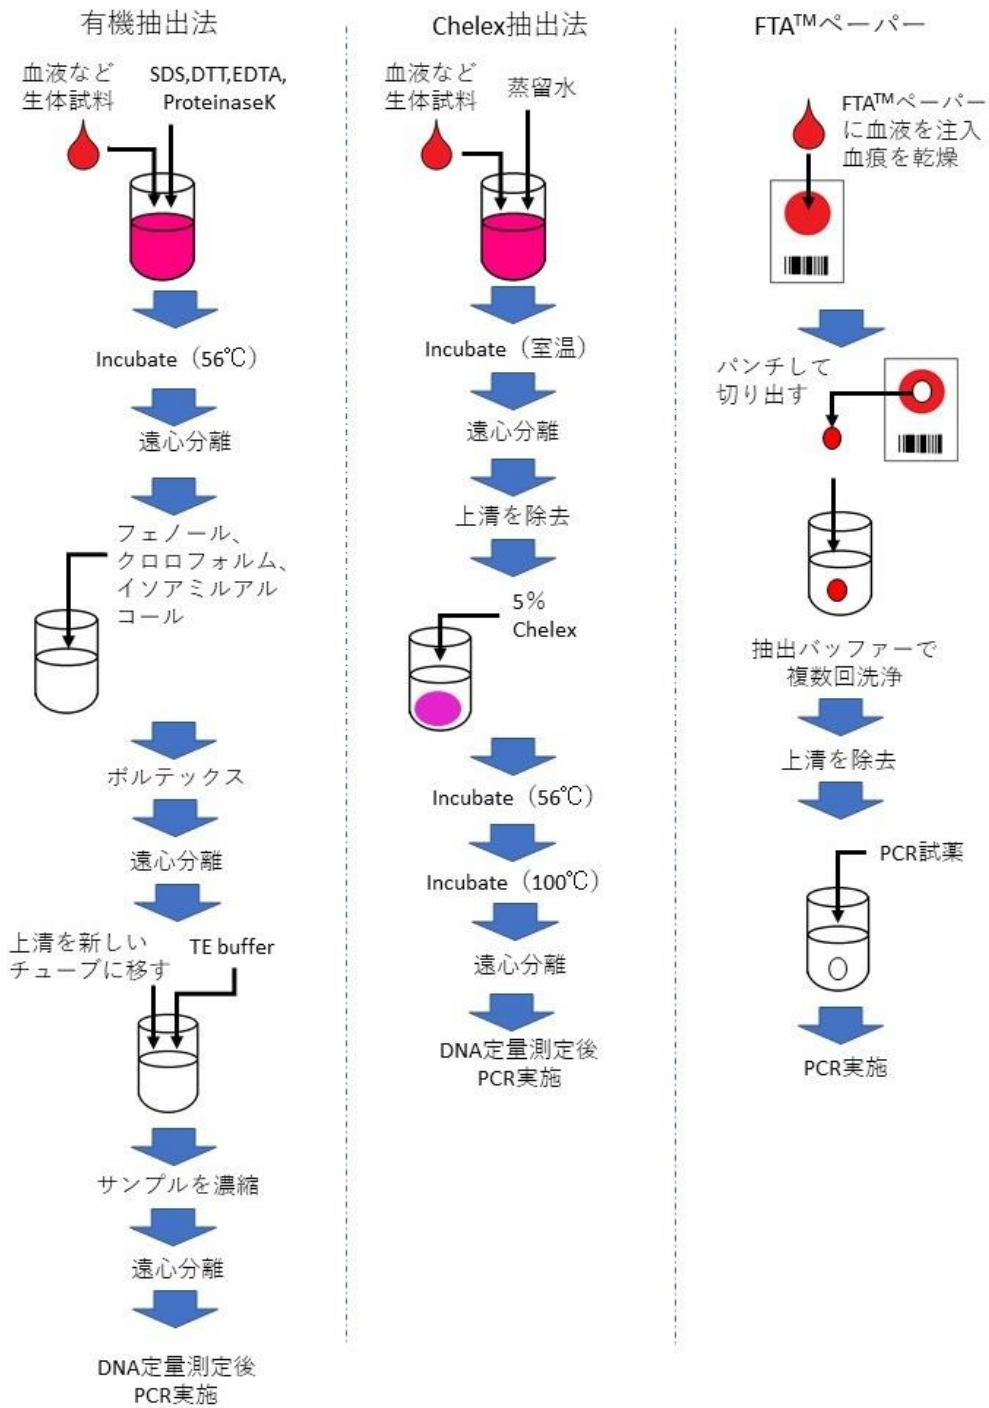 有機抽出法
血液など
生体試料
SDS,DTT,EDTA,
ProteinaseK
Incubate（56℃）
遠心分離
フェノール、
クロロフォルム、
イソアミルアル
コール
ボルテックス
遠心分離
上清を新しい
チューブに移す
TE buffer
サンプルを濃縮
遠心分離
DNA定量測定後
PCR実施
Chelex抽出法
血液など
生体試料
蒸留水
Incubate（室温）
遠心分離
上清を除去
5%
Chelex
Incubate（56℃）
Incubate（100℃）
遠心分離
DNA定量測定後
PCR実施
FTA™ペーパー
FTA™ペーパー
に血液を注入
血痕を乾燥
パンチして
切り出す
抽出バッファーで
複数回洗浄
上清を除去
PCR試薬
PCR実施